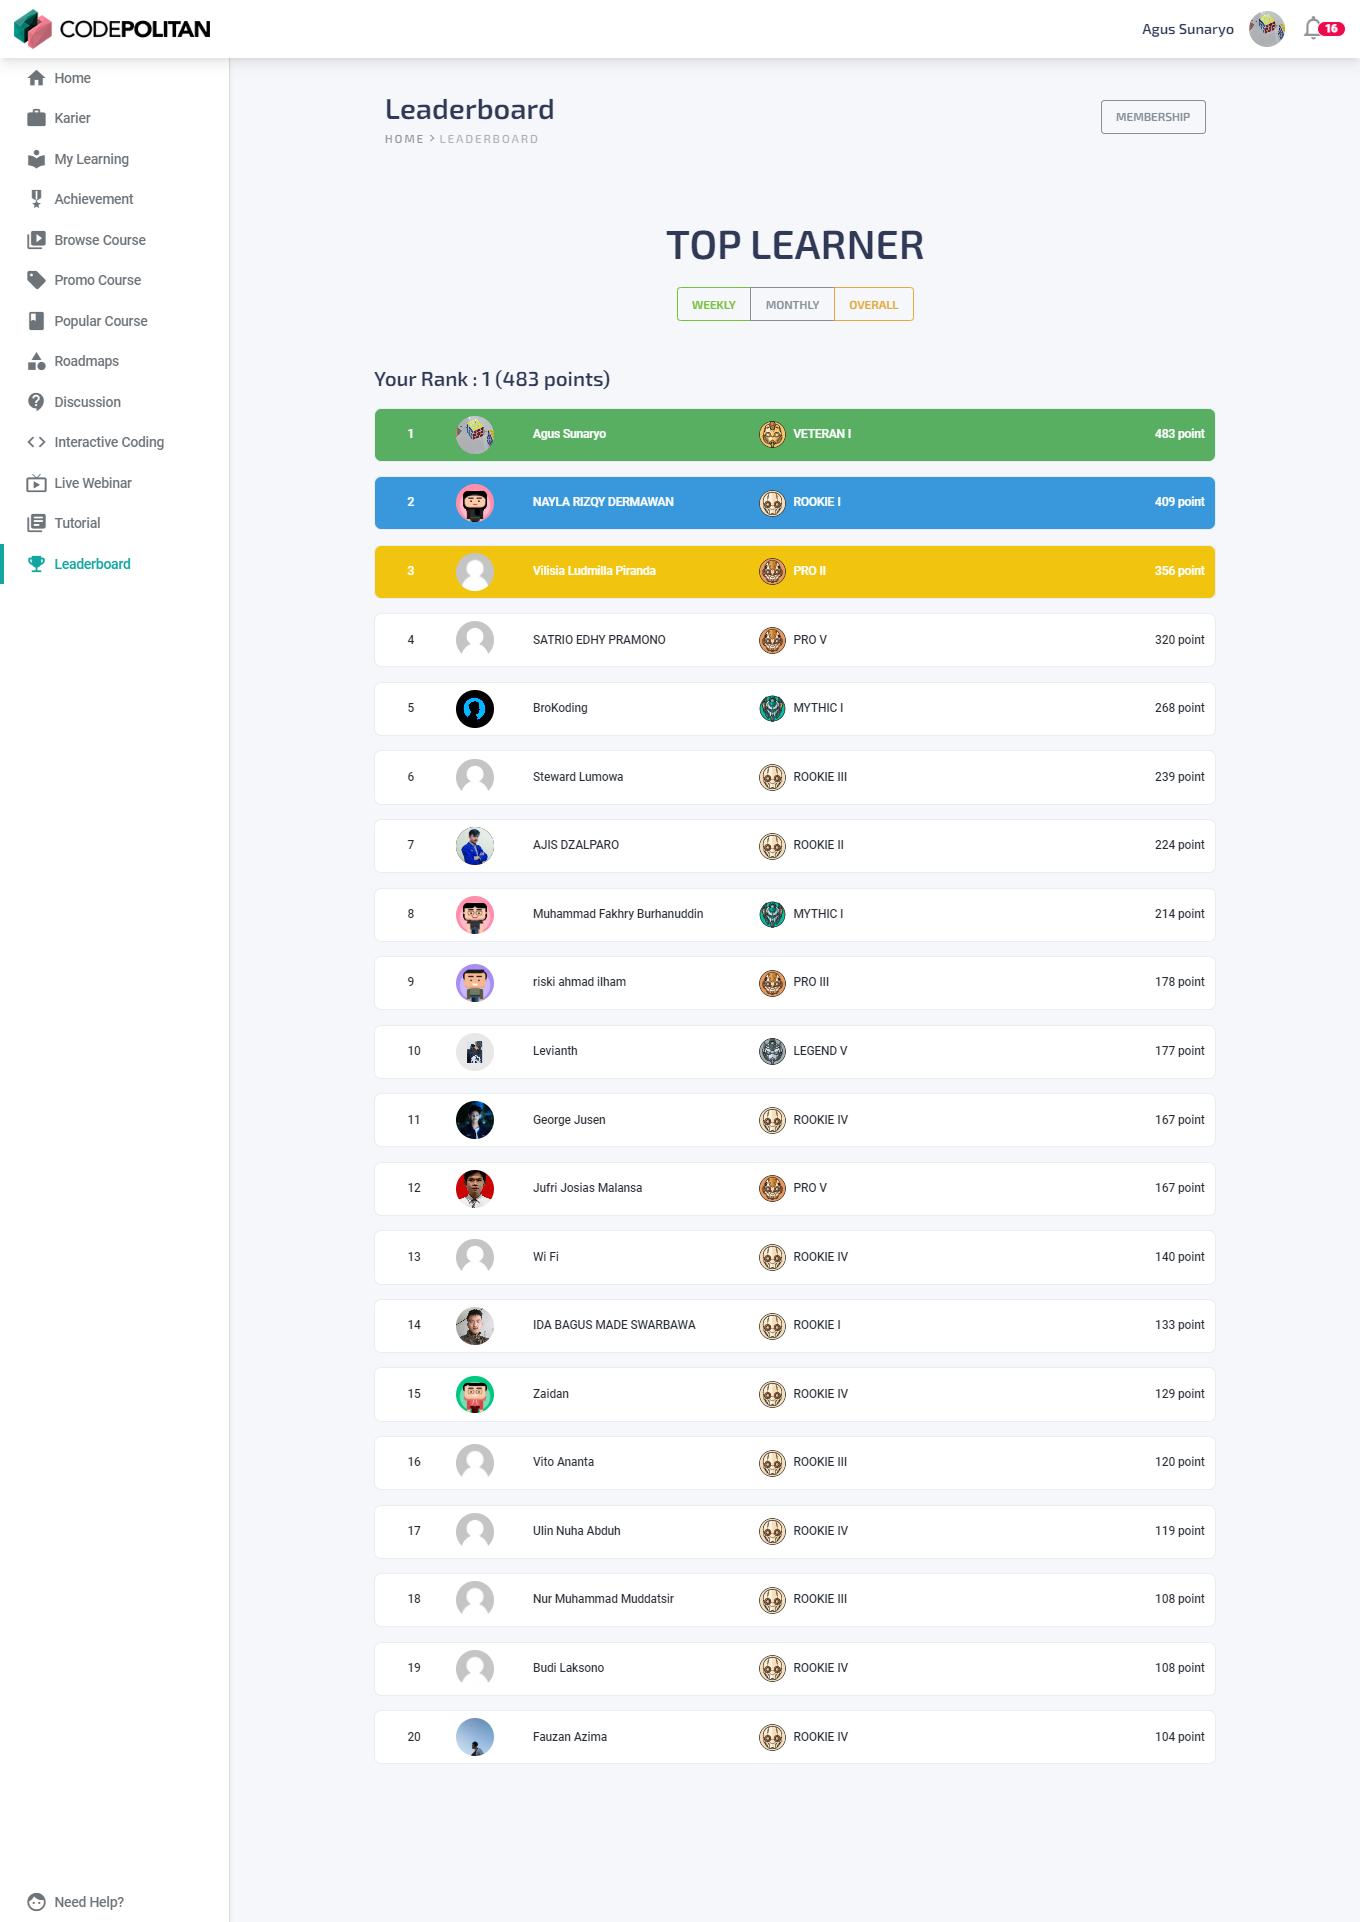 CODEPOLITAN
Agus Sunaryo
16
Home
Karier
My Learning
Achievement
Browse Course
Promo Course
Popular Course
Roadmaps
Discussion
Interactive Coding
Live Webinar
Tutorial
Leaderboard
Need Help?
Leaderboard
HOME > LEADERBOARD
MEMBERSHIP
TOP LEARNER
WEEKLY MONTHLY OVERALL
Your Rank : 1 (483 points)
1 Agus Sunaryo VETERAN I 483 point
2 NAYLA RIZQY DERMAWAN ROOKIE I 409 point
3 Vilisia Ludmilla Piranda PRO II 356 point
4 SATRIO EDHY PRAMONO PRO V 320 point
5 BroKoding MYTHIC I 268 point
6 Steward Lumowa ROOKIE III 239 point
7 AJIS DZALPARO ROOKIE II 224 point
8 Muhammad Fakhry Burhanuddin MYTHIC I 214 point
9 riski ahmad ilham PRO III 178 point
10 Levianth LEGEND V 177 point
11 George Jusen ROOKIE IV 167 point
12 Jufri Josias Malansa PRO V 167 point
13 Wi Fi ROOKIE IV 140 point
14 IDA BAGUS MADE SWARBAWA ROOKIE I 133 point
15 Zaidan ROOKIE IV 129 point
16 Vito Ananta ROOKIE III 120 point
17 Ulin Nuha Abduh ROOKIE IV 119 point
18 Nur Muhammad Muddatsir ROOKIE III 108 point
19 Budi Laksono ROOKIE IV 108 point
20 Fauzan Azima ROOKIE IV 104 point